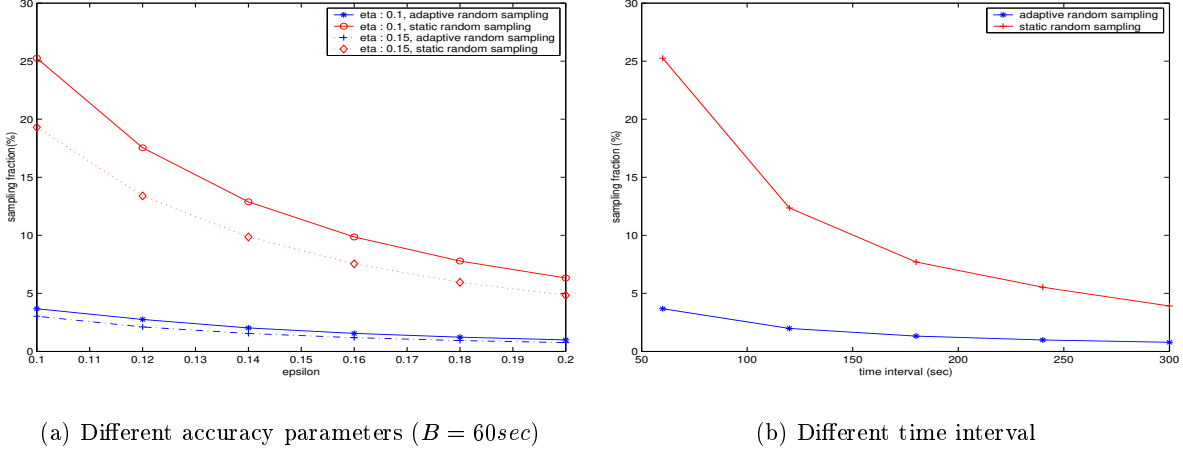 30
25
20
15
10
5
0
sampling fraction(%)
eta : 0.1, adaptive random sampling
eta : 0.1, static random sampling
eta : 0.15, adaptive random sampling
eta : 0.15, static random sampling
0.1 0.11 0.12 0.13 0.14 0.15 0.16 0.17 0.18 0.19 0.2
epsilon
(a) Different accuracy parameters (B = 60sec)
30
25
20
15
10
5
0
sampling fraction (%)
adaptive random sampling
static random sampling
50 100 150 200 250 300
time interval (sec)
(b) Different time interval